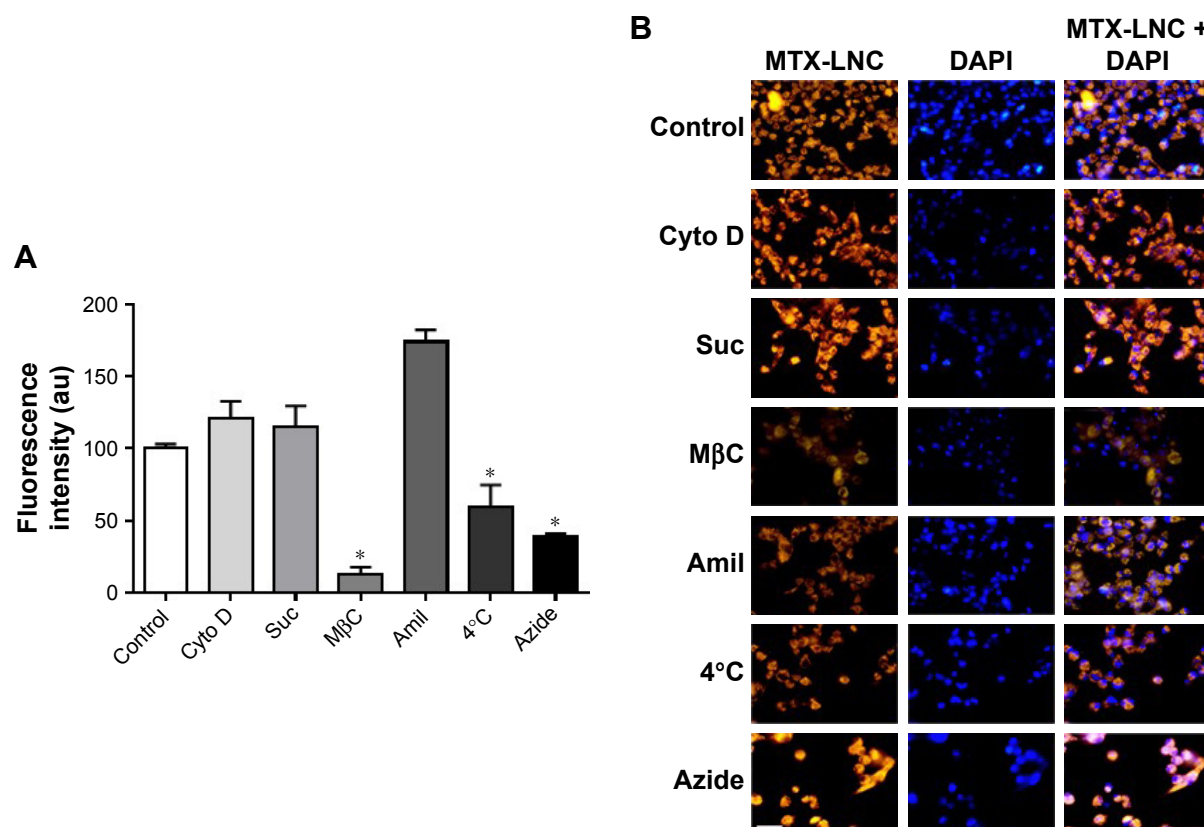 A
Fluorescence
intensity (au)
200
150
100
50
0
*
*
*
Control
Cyto D
Suc
MβC
Amil
4°C
Azide
B
MTX-LNC
DAPI
MTX-LNC +
DAPI
Control
Cyto D
Suc
MβC
Amil
4°C
Azide